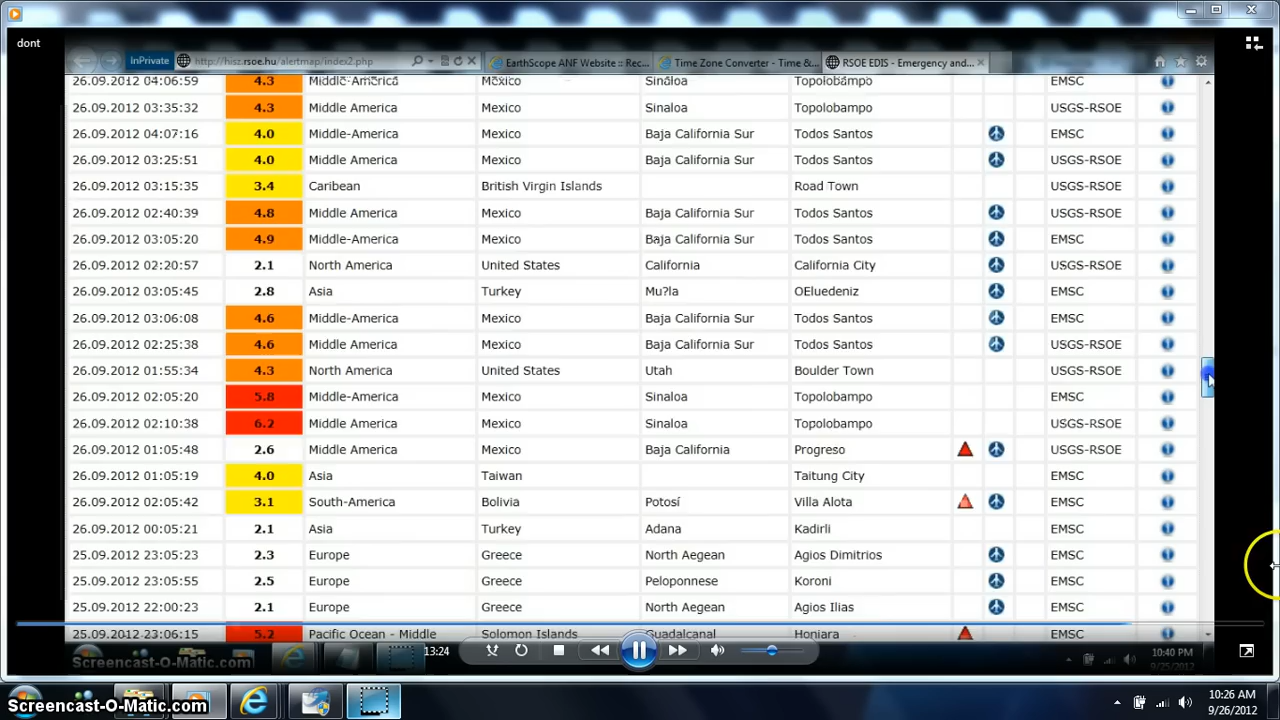 dont
InPrivate http://hisz.rsoe.hu/alertmap/index2.php EarthScope ANF Website :: Rec... Time Zone Converter - Time &... RSOE EDIS - Emergency and...
26.09.2012 04:06:59 4.3 Middle-America Mexico Sinaloa Topolobampo EMSC
26.09.2012 03:35:32 4.3 Middle America Mexico Sinaloa Topolobampo USGS-RSOE
26.09.2012 04:07:16 4.0 Middle-America Mexico Baja California Sur Todos Santos EMSC
26.09.2012 03:25:51 4.0 Middle America Mexico Baja California Sur Todos Santos USGS-RSOE
26.09.2012 03:15:35 3.4 Caribean British Virgin Islands Road Town USGS-RSOE
26.09.2012 02:40:39 4.8 Middle America Mexico Baja California Sur Todos Santos USGS-RSOE
26.09.2012 03:05:20 4.9 Middle-America Mexico Baja California Sur Todos Santos EMSC
26.09.2012 02:20:57 2.1 North America United States California California City USGS-RSOE
26.09.2012 03:05:45 2.8 Asia Turkey Mu?la OEluedeniz EMSC
26.09.2012 03:06:08 4.6 Middle-America Mexico Baja California Sur Todos Santos EMSC
26.09.2012 02:25:38 4.6 Middle America Mexico Baja California Sur Todos Santos USGS-RSOE
26.09.2012 01:55:34 4.3 North America United States Utah Boulder Town USGS-RSOE
26.09.2012 02:05:20 5.8 Middle-America Mexico Sinaloa Topolobampo EMSC
26.09.2012 02:10:38 6.2 Middle America Mexico Sinaloa Topolobampo USGS-RSOE
26.09.2012 01:05:48 2.6 Middle America Mexico Baja California Progreso USGS-RSOE
26.09.2012 01:05:19 4.0 Asia Taiwan Taitung City EMSC
26.09.2012 02:05:42 3.1 South-America Bolivia Potosí Villa Alota EMSC
26.09.2012 00:05:21 2.1 Asia Turkey Adana Kadirli EMSC
25.09.2012 23:05:23 2.3 Europe Greece North Aegean Agios Dimitrios EMSC
25.09.2012 23:05:55 2.5 Europe Greece Peloponnese Koroni EMSC
25.09.2012 22:00:23 2.1 Europe Greece North Aegean Agios Ilias EMSC
25.09.2012 23:06:15 5.2 Pacific Ocean - Middle Solomon Islands Guadalcanal Honiara EMSC
13:24
10:40 PM
9/25/2012
Screencast-O-Matic.com
Screencast-O-Matic.com
10:26 AM
9/26/2012